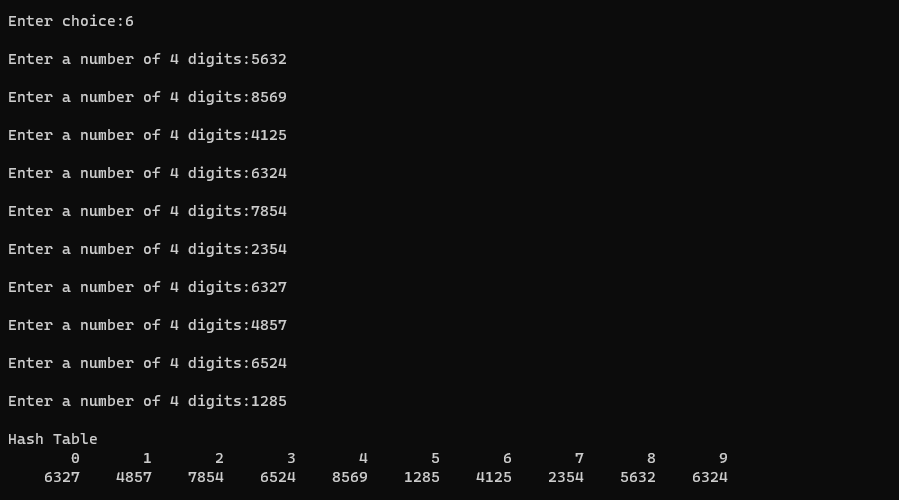 Enter choice:6
Enter a number of 4 digits:5632
Enter a number of 4 digits:8569
Enter a number of 4 digits:4125
Enter a number of 4 digits:6324
Enter a number of 4 digits:7854
Enter a number of 4 digits:2354
Enter a number of 4 digits:6327
Enter a number of 4 digits:4857
Enter a number of 4 digits:6524
Enter a number of 4 digits:1285
Hash Table
0 1 2 3 4 5 6 7 8 9
6327 4857 7854 6524 8569 1285 4125 2354 5632 6324